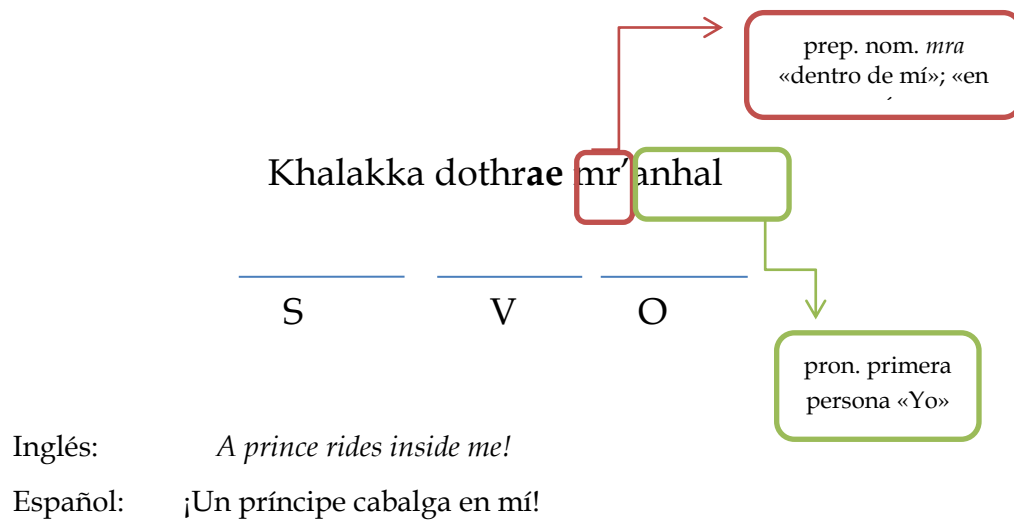 prep. nom. mra
«dentro de mí»; «en
Khalakka dothrae mr’anhal
S V O
pron. primera
persona «Yo»
Inglés: A prince rides inside me!
Español: ¡Un príncipe cabalga en mí!